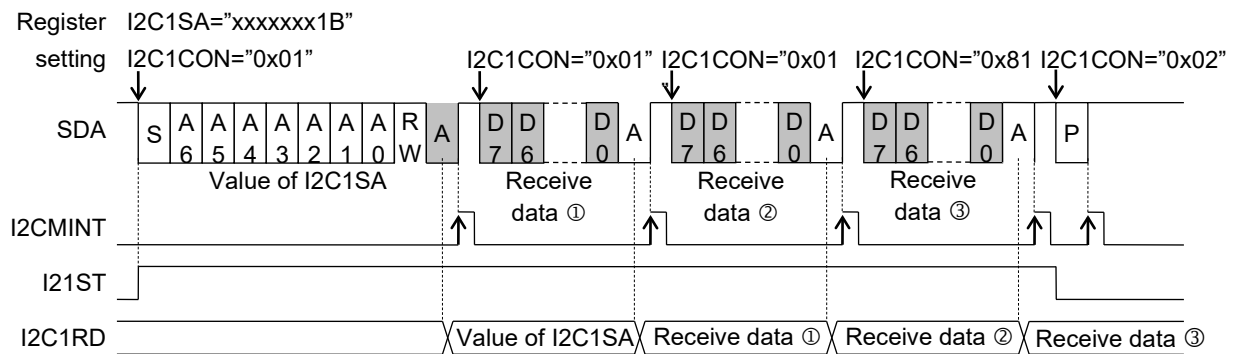 Register I2C1SA="xxxxxxx1B"
setting I2C1CON="0x01" I2C1CON="0x01" I2C1CON="0x01 I2C1CON="0x81 I2C1CON="0x02"
"
SDA S A6 A5 A4 A3 A2 A1 A0 RW A D7 D6 D0 A D7 D6 D0 A D7 D6 D0 A P
Value of I2C1SA Receive data ① Receive data ② Receive data ③
I2CMINT
I21ST
I2C1RD Value of I2C1SA Receive data ① Receive data ② Receive data ③